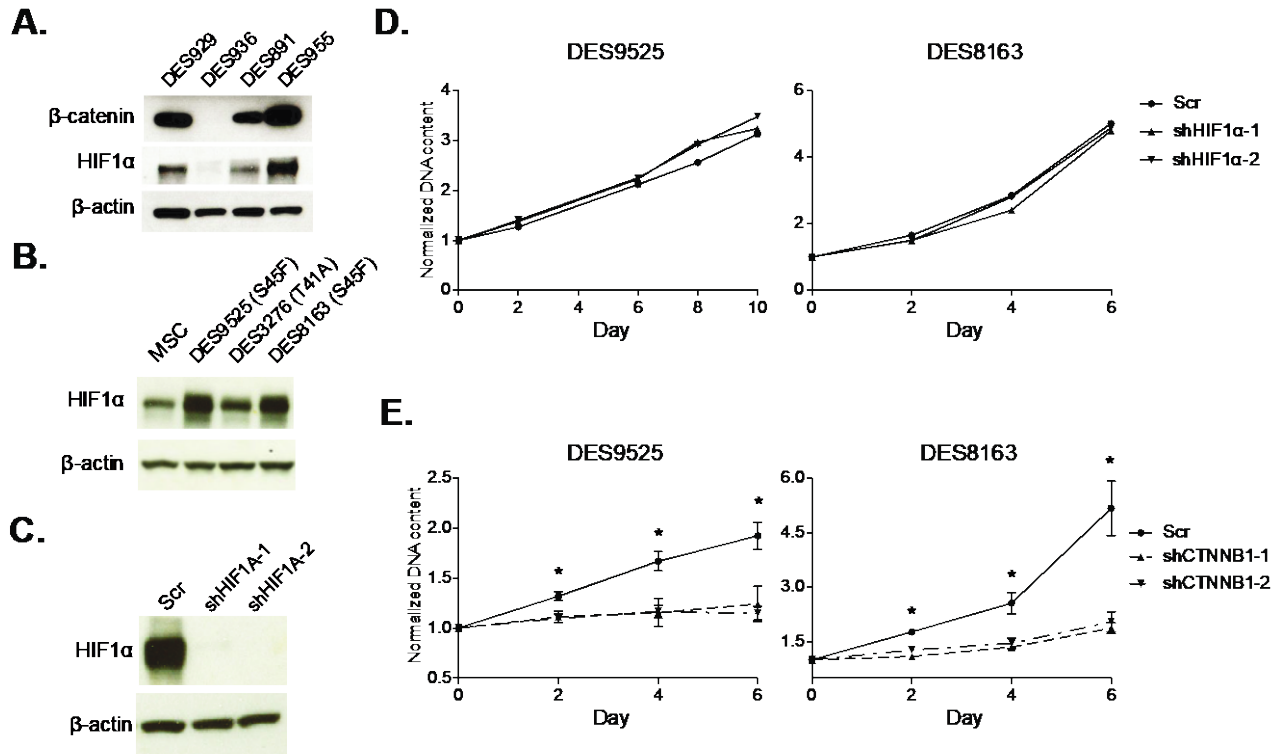 A.
DES929
DES936
DES891
DES955
β-catenin
HIF1α
β-actin
B.
MSC
DES9525 (S45F)
DES3276 (T41A)
DES8163 (S45F)
HIF1α
β-actin
C.
Scr
shHIF1A-1
shHIF1A-2
HIF1α
β-actin
D.
DES9525
Normalized DNA content
4
3
2
1
0
0 2 4 6 8 10
Day
DES8163
6
4
2
0
0 2 4 6
Day
Scr
shHIF1α-1
shHIF1α-2
E.
DES9525
Normalized DNA content
2.5
2.0
1.5
1.0
0.5
* * *
0 2 4 6
Day
DES8163
6.0
4.5
3.0
1.5
* * *
0 2 4 6
Day
Scr
shCTNNB1-1
shCTNNB1-2